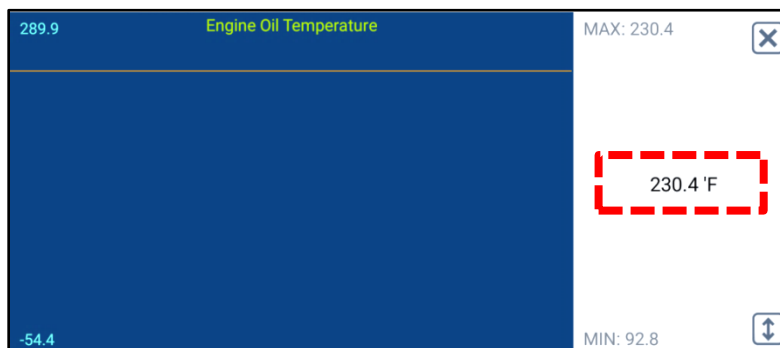 289.9
Engine Oil Temperature
MAX: 230.4
230.4 'F
-54.4
MIN: 92.8